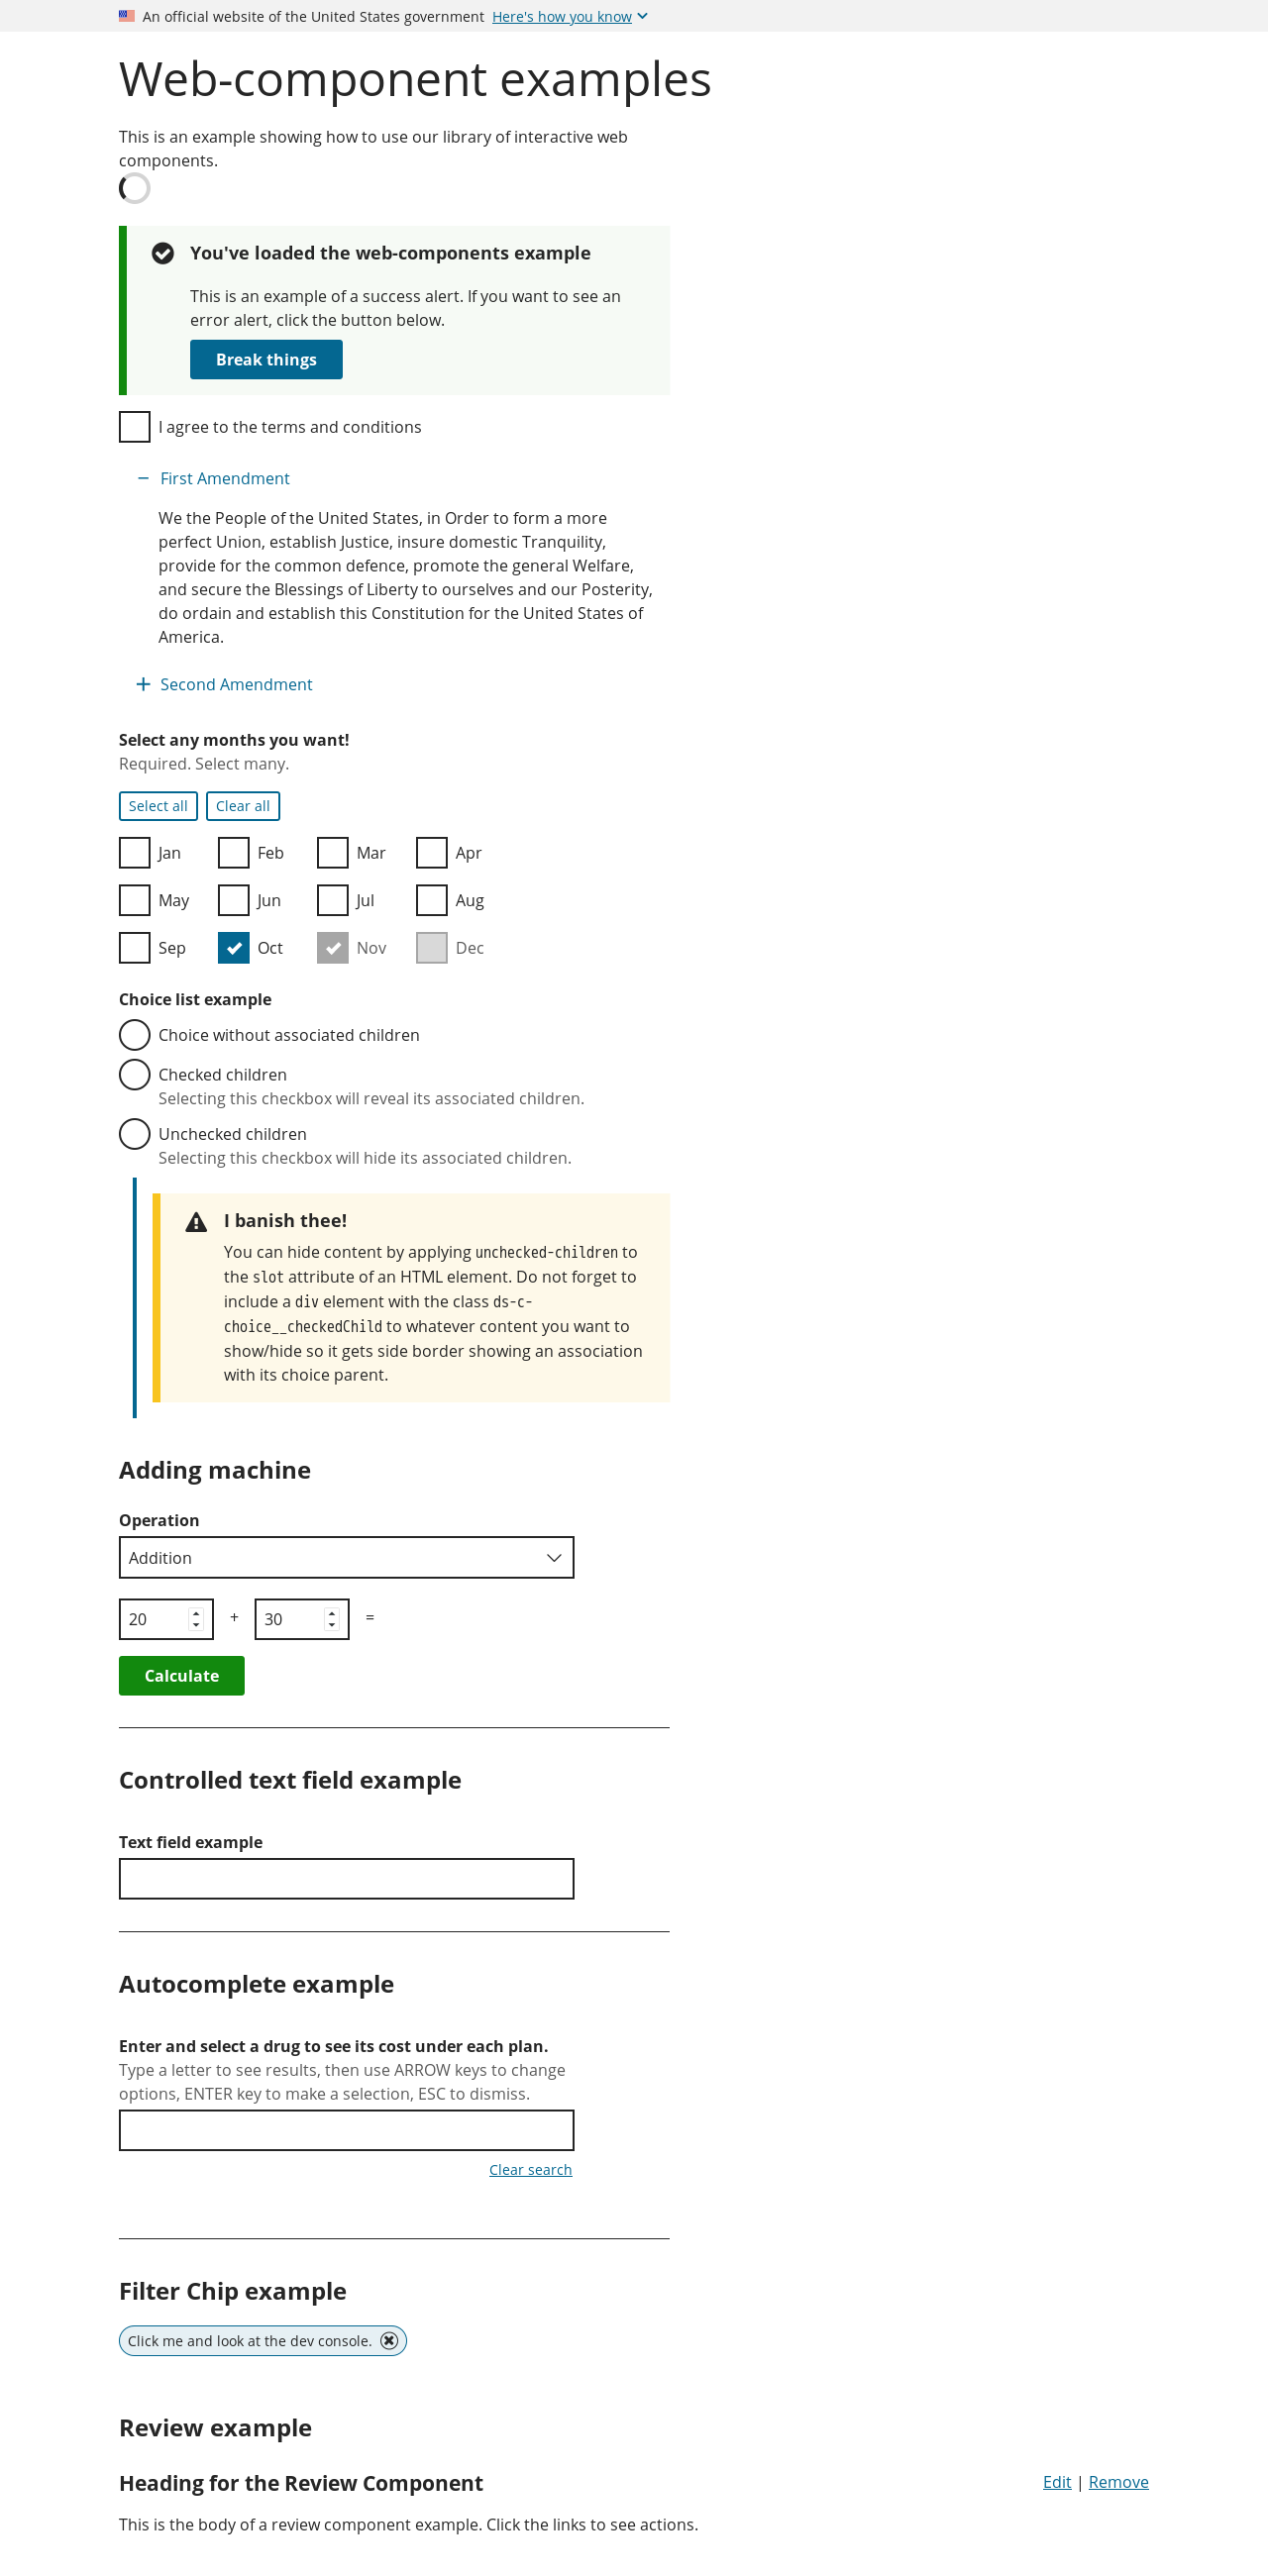 An official website of the United States government Here's how you know
Web-component examples
This is an example showing how to use our library of interactive web
components.
You've loaded the web-components example
This is an example of a success alert. If you want to see an
error alert, click the button below.
Break things
I agree to the terms and conditions
First Amendment
We the People of the United States, in Order to form a more
perfect Union, establish Justice, insure domestic Tranquility,
provide for the common defence, promote the general Welfare,
and secure the Blessings of Liberty to ourselves and our Posterity,
do ordain and establish this Constitution for the United States of
America.
Second Amendment
Select any months you want!
Required. Select many.
Select all Clear all
Jan Feb Mar Apr
May Jun Jul Aug
Sep Oct Nov Dec
Choice list example
Choice without associated children
Checked children
Selecting this checkbox will reveal its associated children.
Unchecked children
Selecting this checkbox will hide its associated children.
I banish thee!
You can hide content by applying unchecked-children to
the slot attribute of an HTML element. Do not forget to
include a div element with the class ds-c-
choice__checkedChild to whatever content you want to
show/hide so it gets side border showing an association
with its choice parent.
Adding machine
Operation
Addition
20 + 30 =
Calculate
Controlled text field example
Text field example
Autocomplete example
Enter and select a drug to see its cost under each plan.
Type a letter to see results, then use ARROW keys to change
options, ENTER key to make a selection, ESC to dismiss.
Clear search
Filter Chip example
Click me and look at the dev console.
Review example
Heading for the Review Component Edit | Remove
This is the body of a review component example. Click the links to see actions.